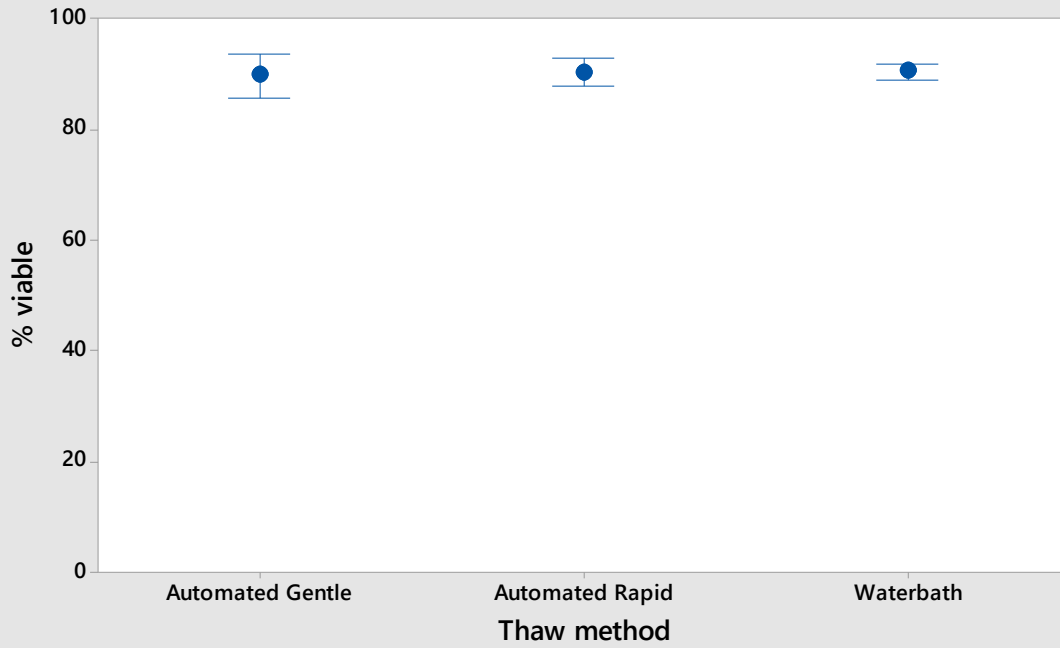 100
80
60
40
20
0
% viable
Automated Gentle
Automated Rapid
Waterbath
Thaw method